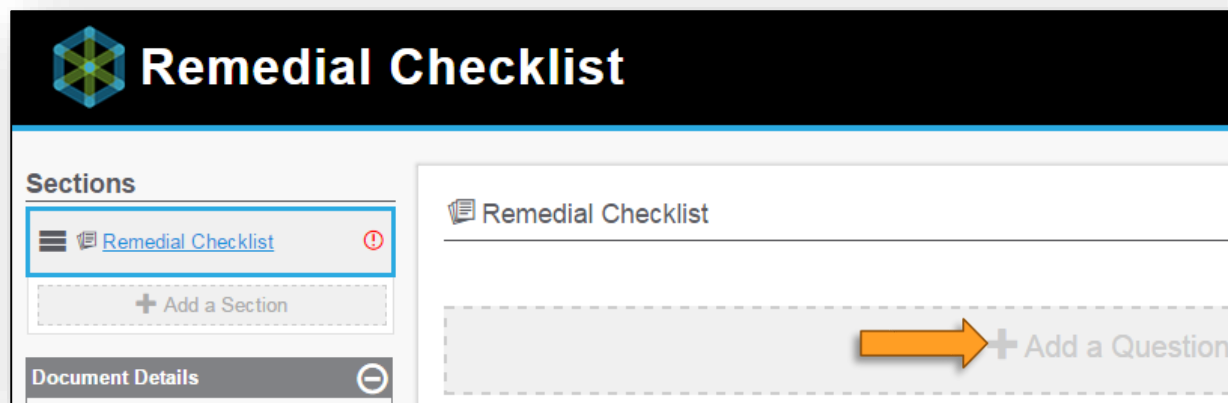 Remedial Checklist
Sections
Remedial Checklist
Add a Section
Document Details
Remedial Checklist
Add a Question